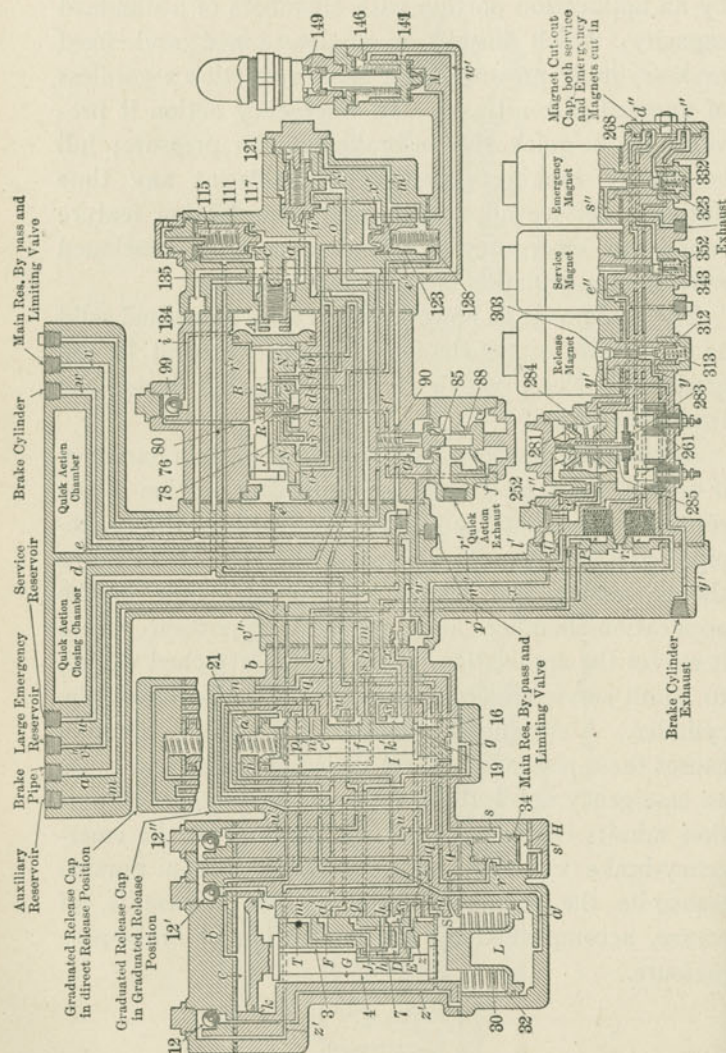 Auxiliary
Reservoir
Brake
Pipe
Large Emergency
Reservoir
Service
Reservoir
Brake Cylinder
Main Res. By pass and
Limiting Valve
Graduated Release Cap
in direct Release Position
Graduated Release Cap
in Graduated Release
Position
Quick Action
Closing Chamber
Quick Action
Chamber
Magnet Cut-out
Cap, both service
and Emergency
Magnets cut in
Release
Magnet
Service
Magnet
Emergency
Magnet
Exhaust
Quick
Action
Exhaust
34 Main Res. By-pass and
Limiting Valve
Brake Cylinder
Exhaust
12
12'
12"
21
16
19
3
4
7
30
32
99
80
76
78
134
135
115
111
117
121
149
146
141
123
128
90
85
88
252
281
284
303
285
261
283
313
312
343
352
323
332
268